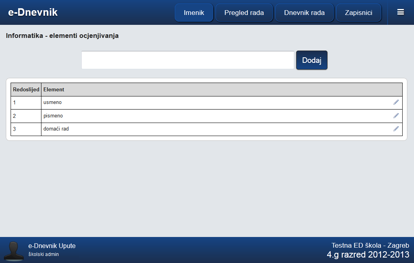 e-Dnevnik
Imenik
Pregled rada
Dnevnik rada
Zapisnici
Informatika - elementi ocjenjivanja
Dodaj
Redoslijed Element
1 usmeno
2 pismeno
3 domaći rad
e-Dnevnik Upute
Školski admin
Testna ED škola - Zagreb
4.g razred 2012-2013